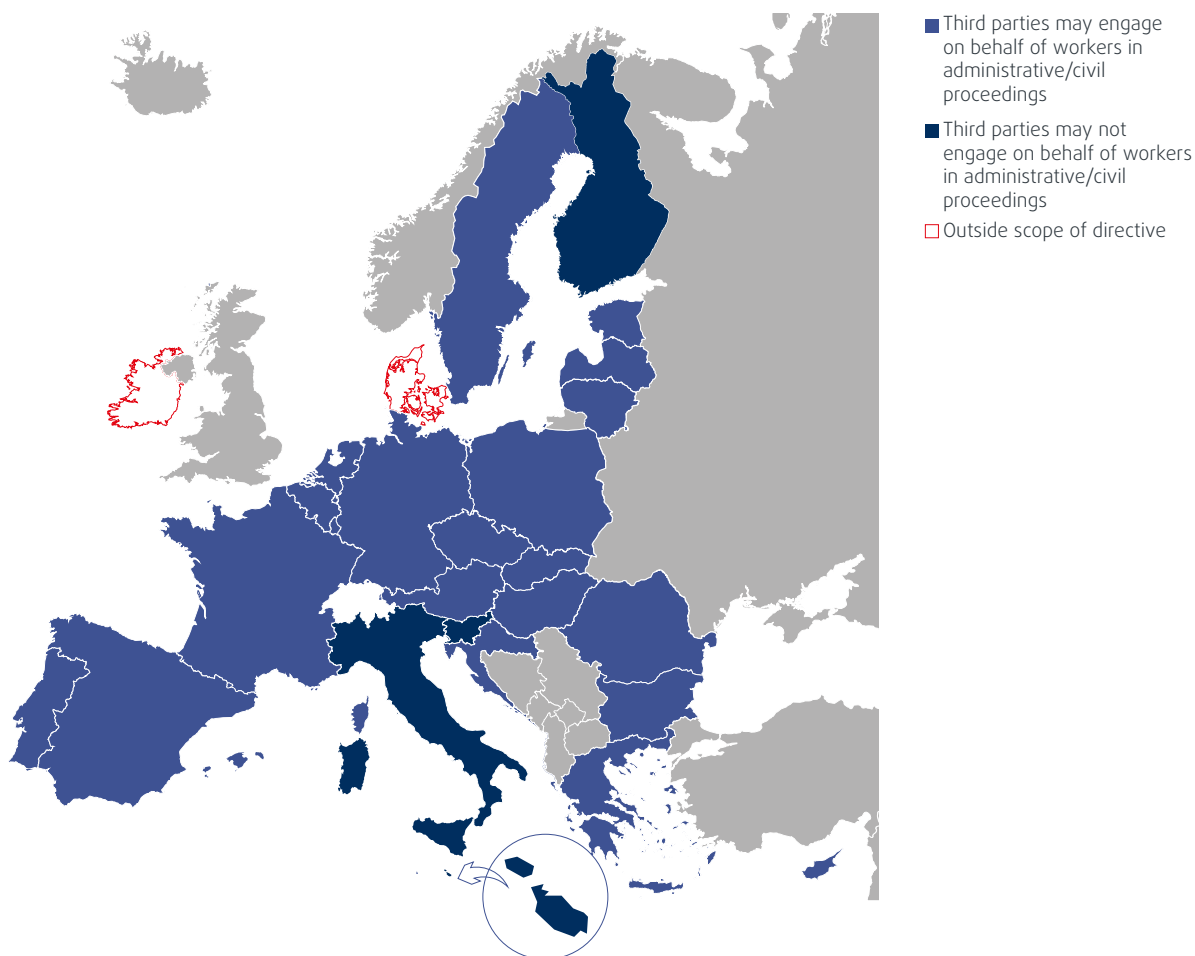 Third parties may engage
on behalf of workers in
administrative/civil
proceedings
Third parties may not
engage on behalf of workers
in administrative/civil
proceedings
Outside scope of directive